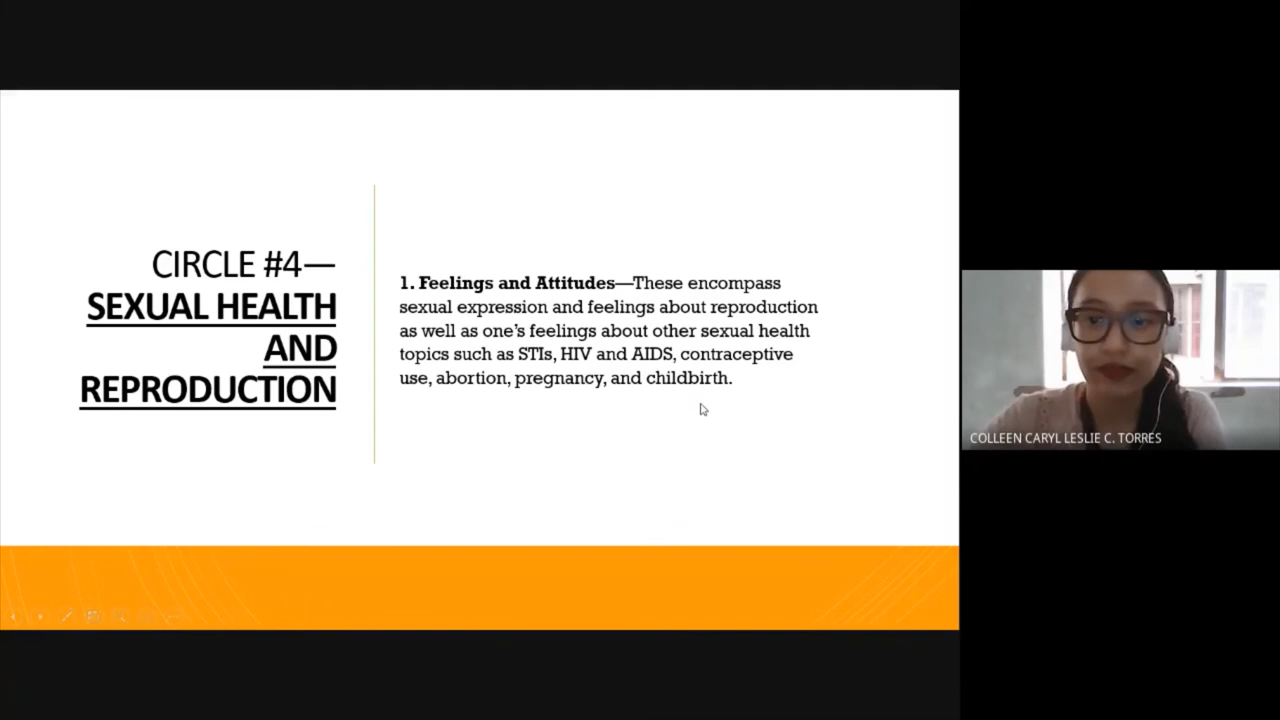 CIRCLE #4—
SEXUAL HEALTH
AND
REPRODUCTION
1. Feelings and Attitudes—These encompass
sexual expression and feelings about reproduction
as well as one's feelings about other sexual health
topics such as STIs, HIV and AIDS, contraceptive
use, abortion, pregnancy, and childbirth.
COLLEEN CARYL LESLIE C. TORRES